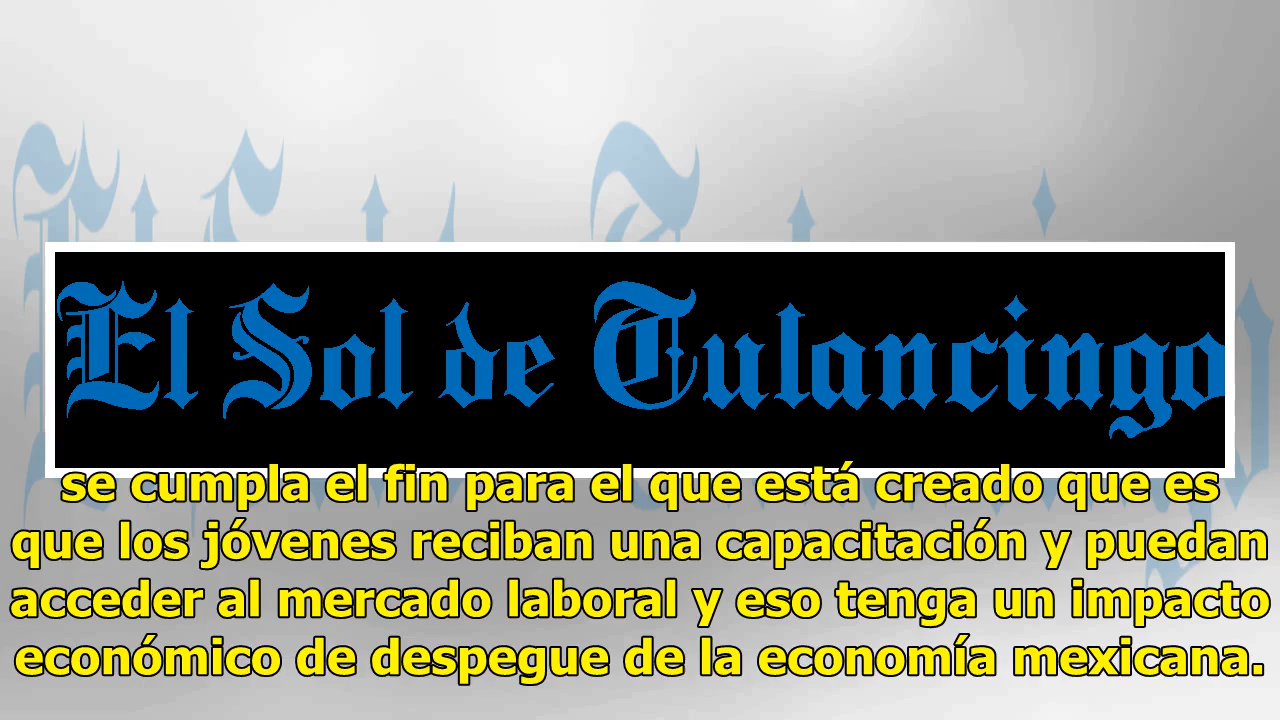 El Sol de Tulancingo
se cumpla el fin para el que está creado que es
que los jóvenes reciban una capacitación y puedan
acceder al mercado laboral y eso tenga un impacto
económico de despegue de la economía mexicana.